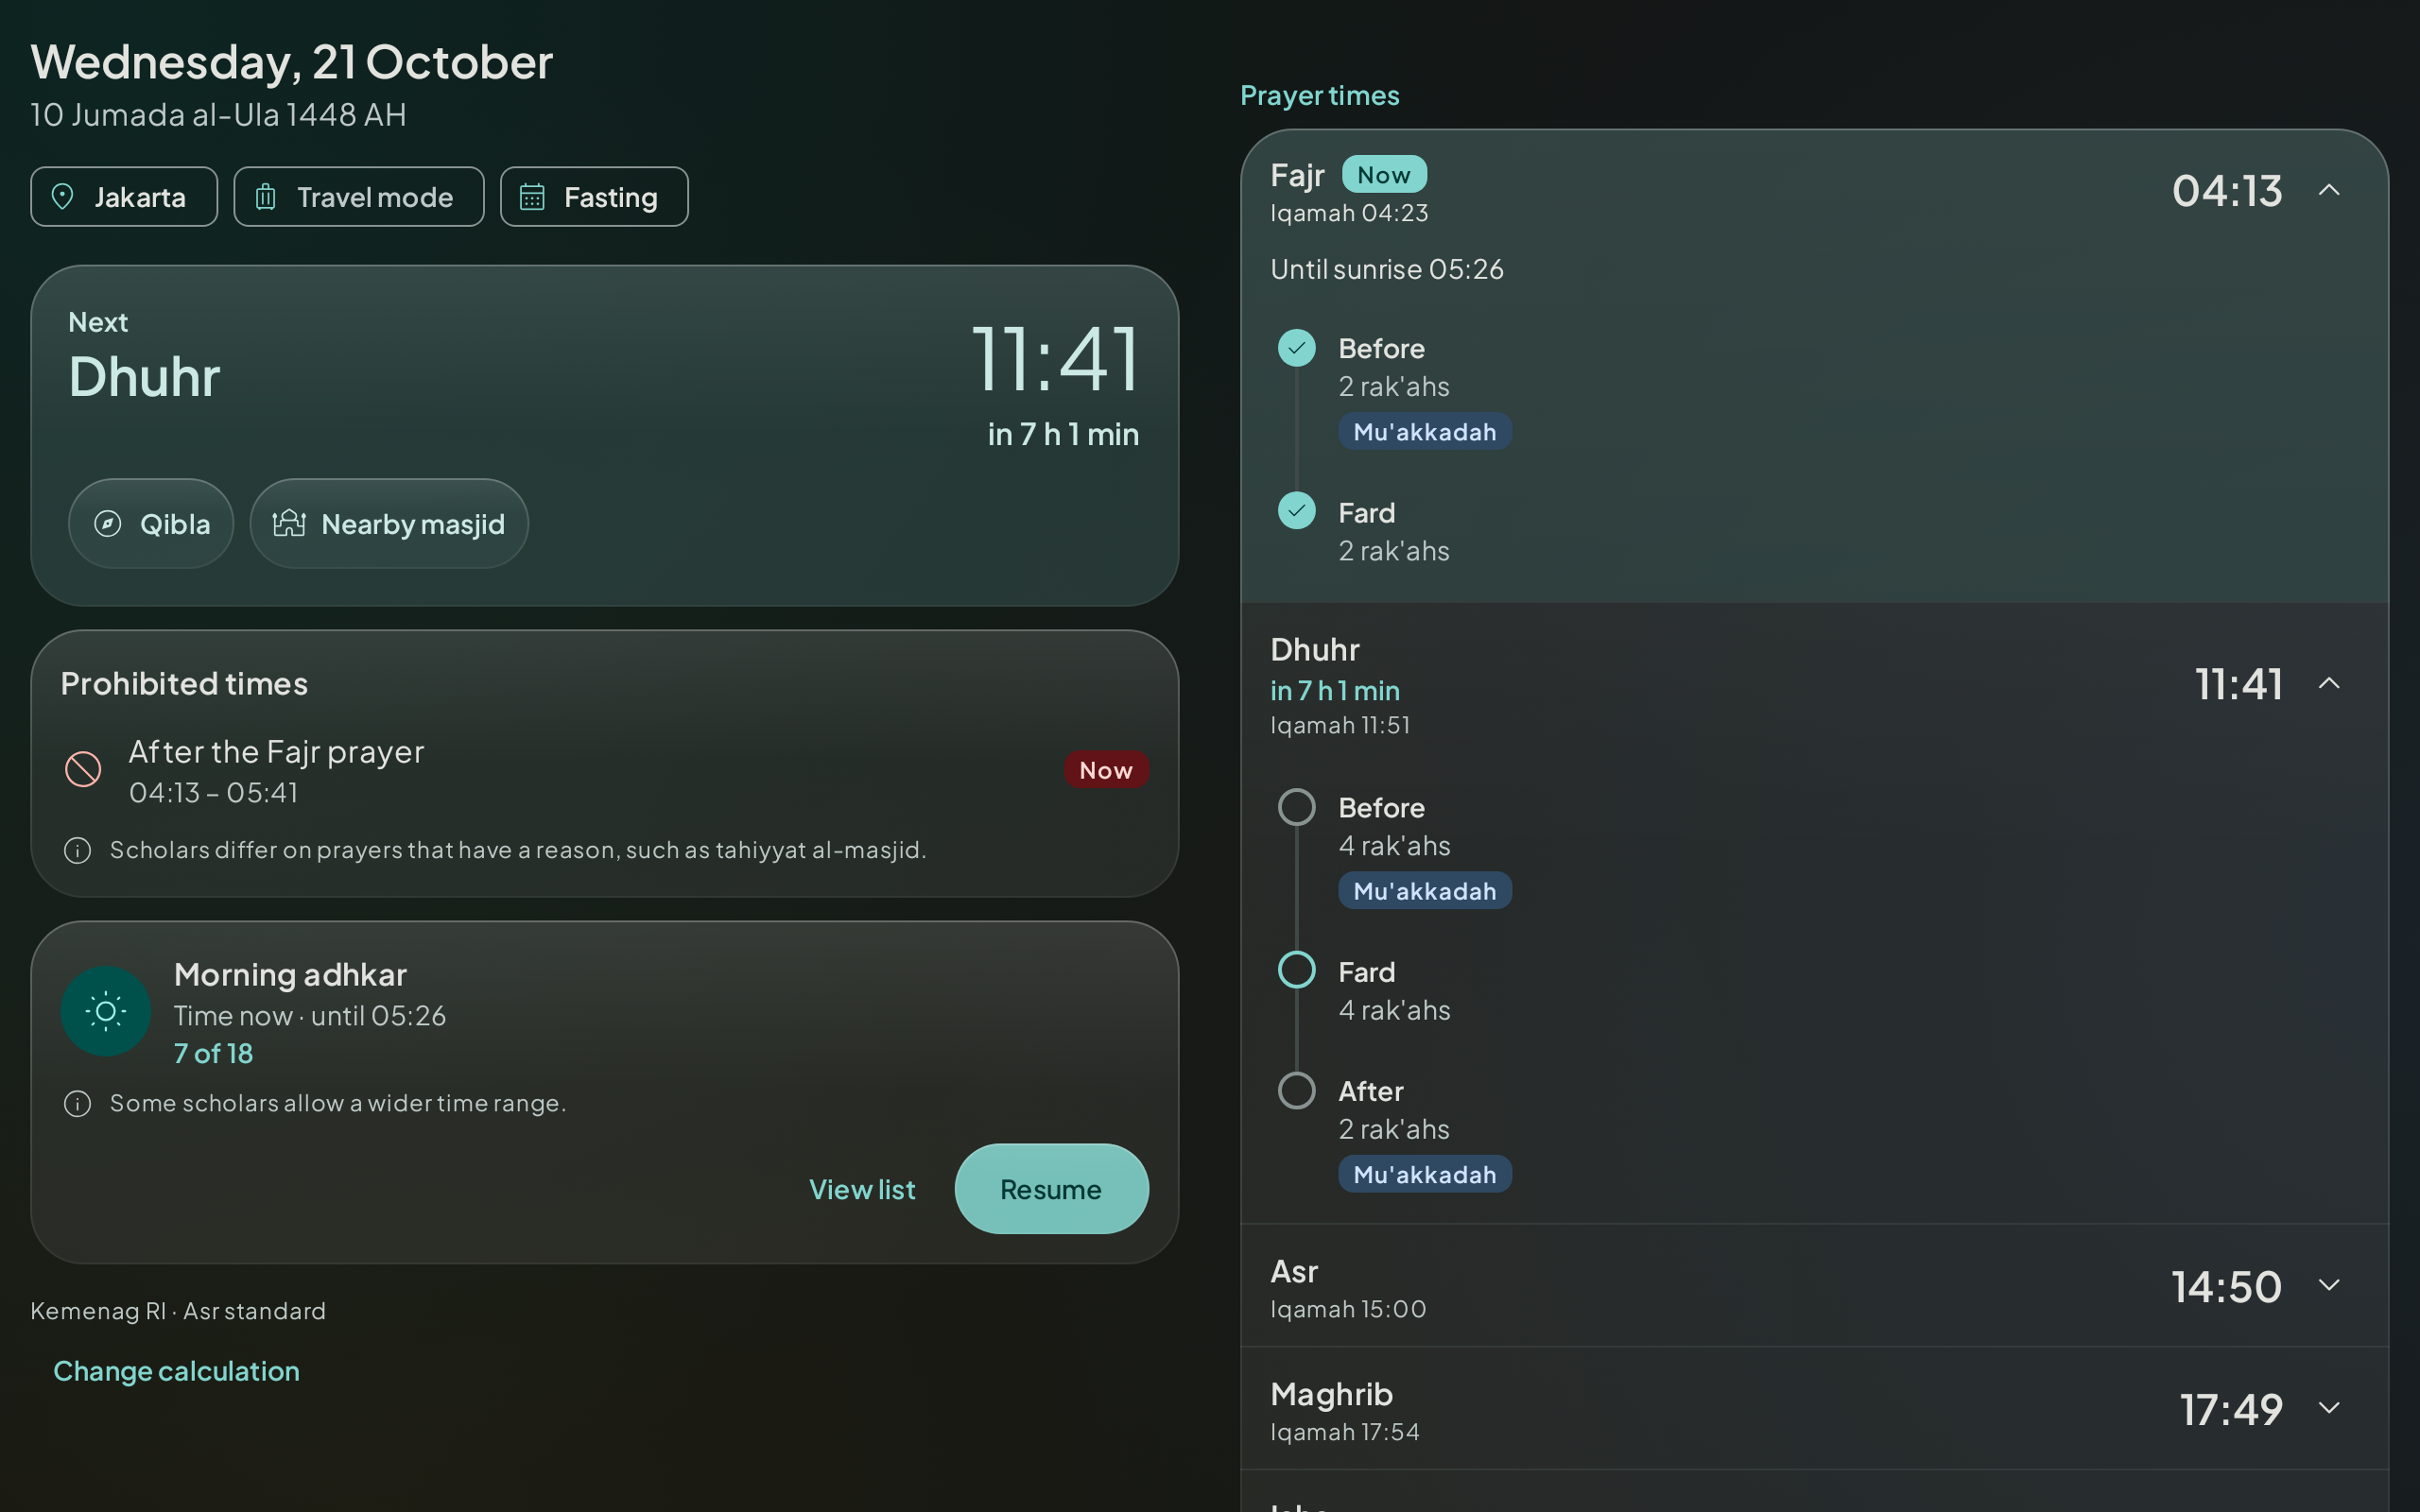 Wednesday, 21 October
10 Jumada al-Ula 1448 AH
Jakarta
Travel mode
Fasting
Next
Dhuhr
11:41
in 7 h 1 min
Qibla
Nearby masjid
Prohibited times
After the Fajr prayer
04:13 – 05:41
Now
Scholars differ on prayers that have a reason, such as tahiyyat al-masjid.
Morning adhkar
Time now · until 05:26
7 of 18
Some scholars allow a wider time range.
View list
Resume
Kemenag RI · Asr standard
Change calculation
Prayer times
Fajr
Now
04:13
Iqamah 04:23
Until sunrise 05:26
Before
2 rak'ahs
Mu'akkadah
Fard
2 rak'ahs
Dhuhr
in 7 h 1 min
11:41
Iqamah 11:51
Before
4 rak'ahs
Mu'akkadah
Fard
4 rak'ahs
After
2 rak'ahs
Mu'akkadah
Asr
14:50
Iqamah 15:00
Maghrib
17:49
Iqamah 17:54